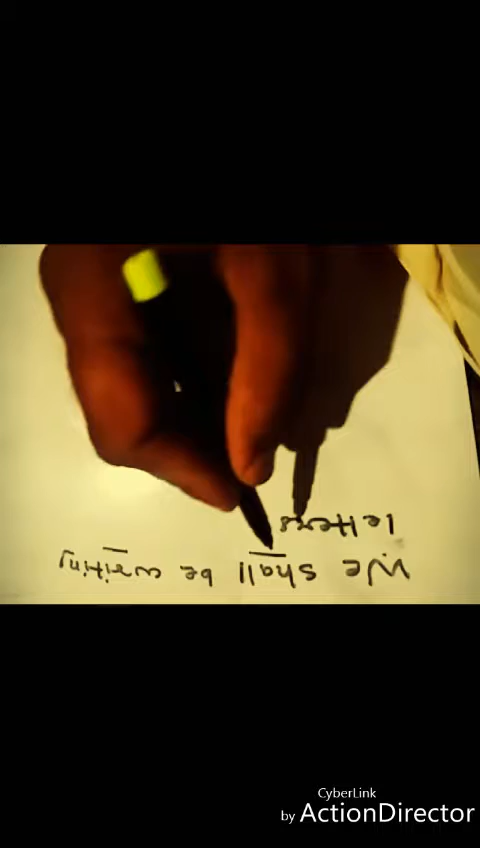 We shall be writing
letters
CyberLink
by ActionDirector